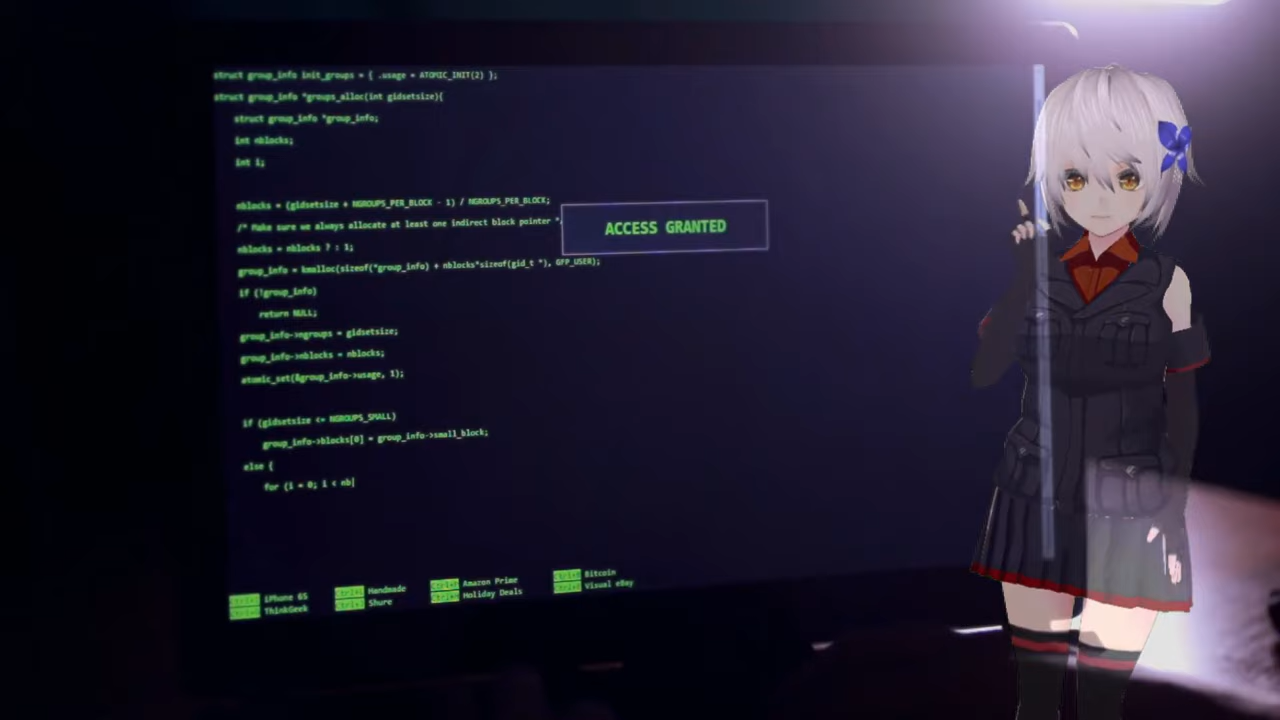 struct group_info init_groups = { .usage = ATOMIC_INIT(2) };
struct group_info *groups_alloc(int gidsetsize){
struct group_info *group_info;
int nblocks;
int i;
nblocks = (gidsetsize + NGROUPS_PER_BLOCK - 1) / NGROUPS_PER_BLOCK;
/* Make sure we always allocate at least one indirect block pointer *
nblocks = nblocks ? : 1;
group_info = kmalloc(sizeof(*group_info) + nblocks*sizeof(gid_t *), GFP_USER);
ACCESS GRANTED
if (!group_info)
return NULL;
group_info->ngroups = gidsetsize;
group_info->nblocks = nblocks;
atomic_set(&group_info->usage, 1);
if (gidsetsize <= NGROUPS_SMALL)
group_info->blocks[0] = group_info->small_block;
else {
for (i = 0; i < nb
iPhone 6S Handmade Amazon Prime Bitcoin
ThinkGeek Share Holiday Deals Visual eBay